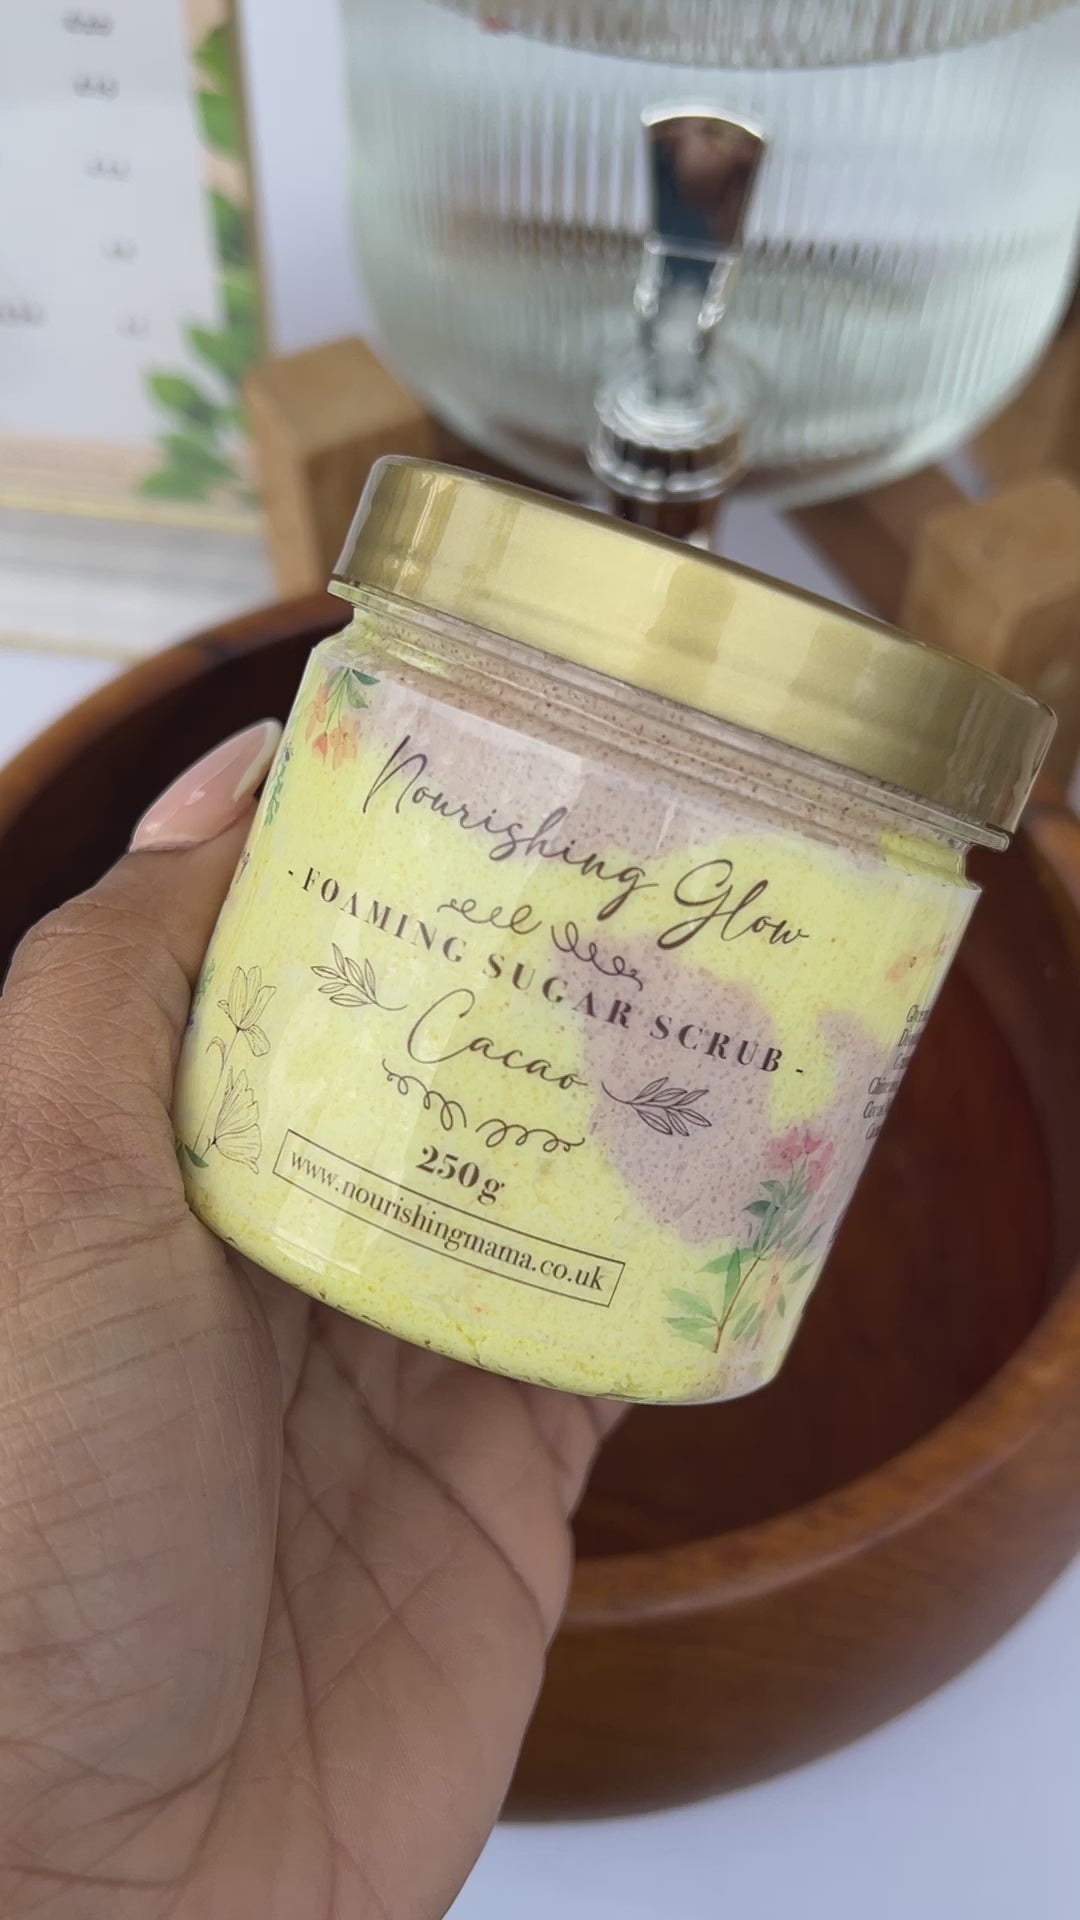 Nourishing Glow
- FOAMING SUGAR SCRUB -
Cacao
250g
www.nourishingmama.co.uk